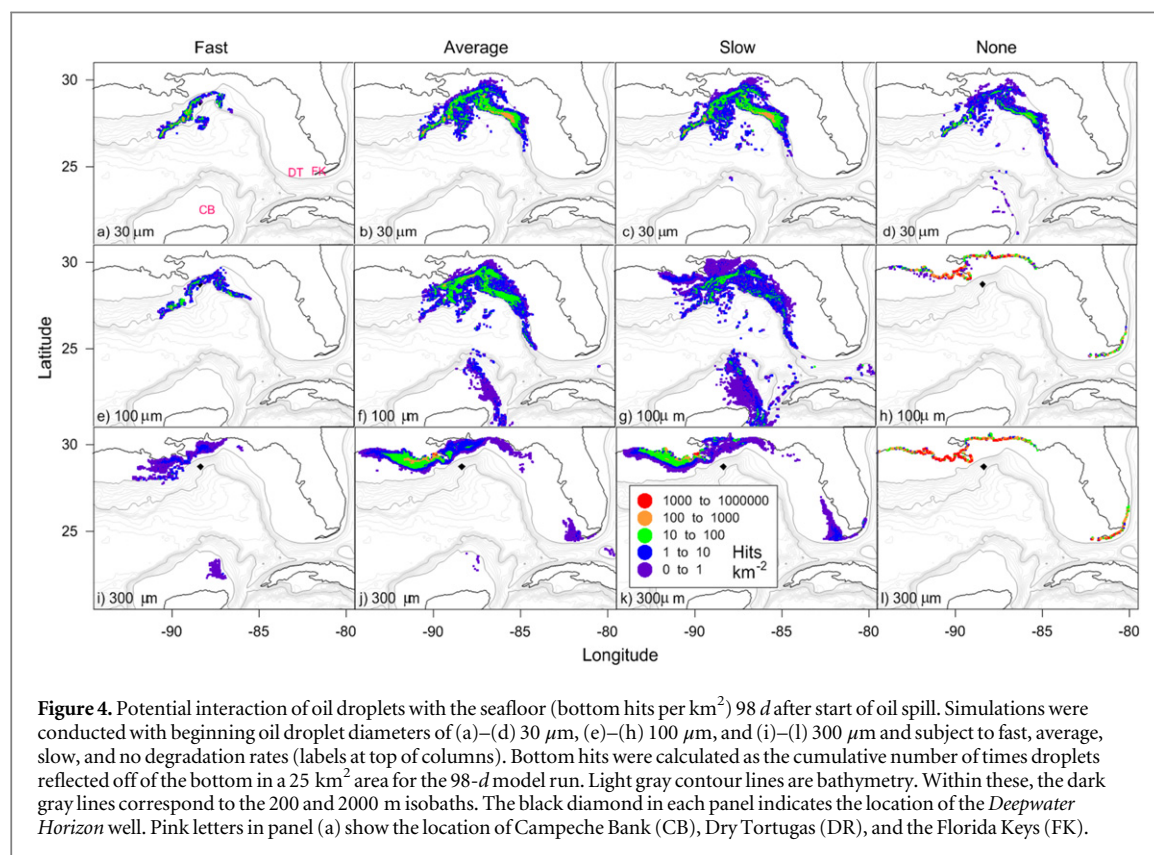 Fast Average Slow None
30
25
DT FK
CB
a) 30 μm b) 30 μm c) 30 μm d) 30 μm
30
25
Latitude
e) 100 μm f) 100 μm g) 100μ m h) 100μ m
30
25
1000 to 1000000
100 to 1000
10 to 100
1 to 10 Hits
0 to 1 km-2
i) 300 μm j) 300 μm k) 300μ m l) 300 μm
-90 -85 -80 -90 -85 -80 -90 -85 -80 -90 -85 -80
Longitude
Figure 4. Potential interaction of oil droplets with the seafloor (bottom hits per km2) 98 d after start of oil spill. Simulations were
conducted with beginning oil droplet diameters of (a)–(d) 30 μm, (e)–(h) 100 μm, and (i)–(l) 300 μm and subject to fast, average,
slow, and no degradation rates (labels at top of columns). Bottom hits were calculated as the cumulative number of times droplets
reflected off of the bottom in a 25 km2 area for the 98-d model run. Light gray contour lines are bathymetry. Within these, the dark
gray lines correspond to the 200 and 2000 m isobaths. The black diamond in each panel indicates the location of the Deepwater
Horizon well. Pink letters in panel (a) show the location of Campeche Bank (CB), Dry Tortugas (DR), and the Florida Keys (FK).